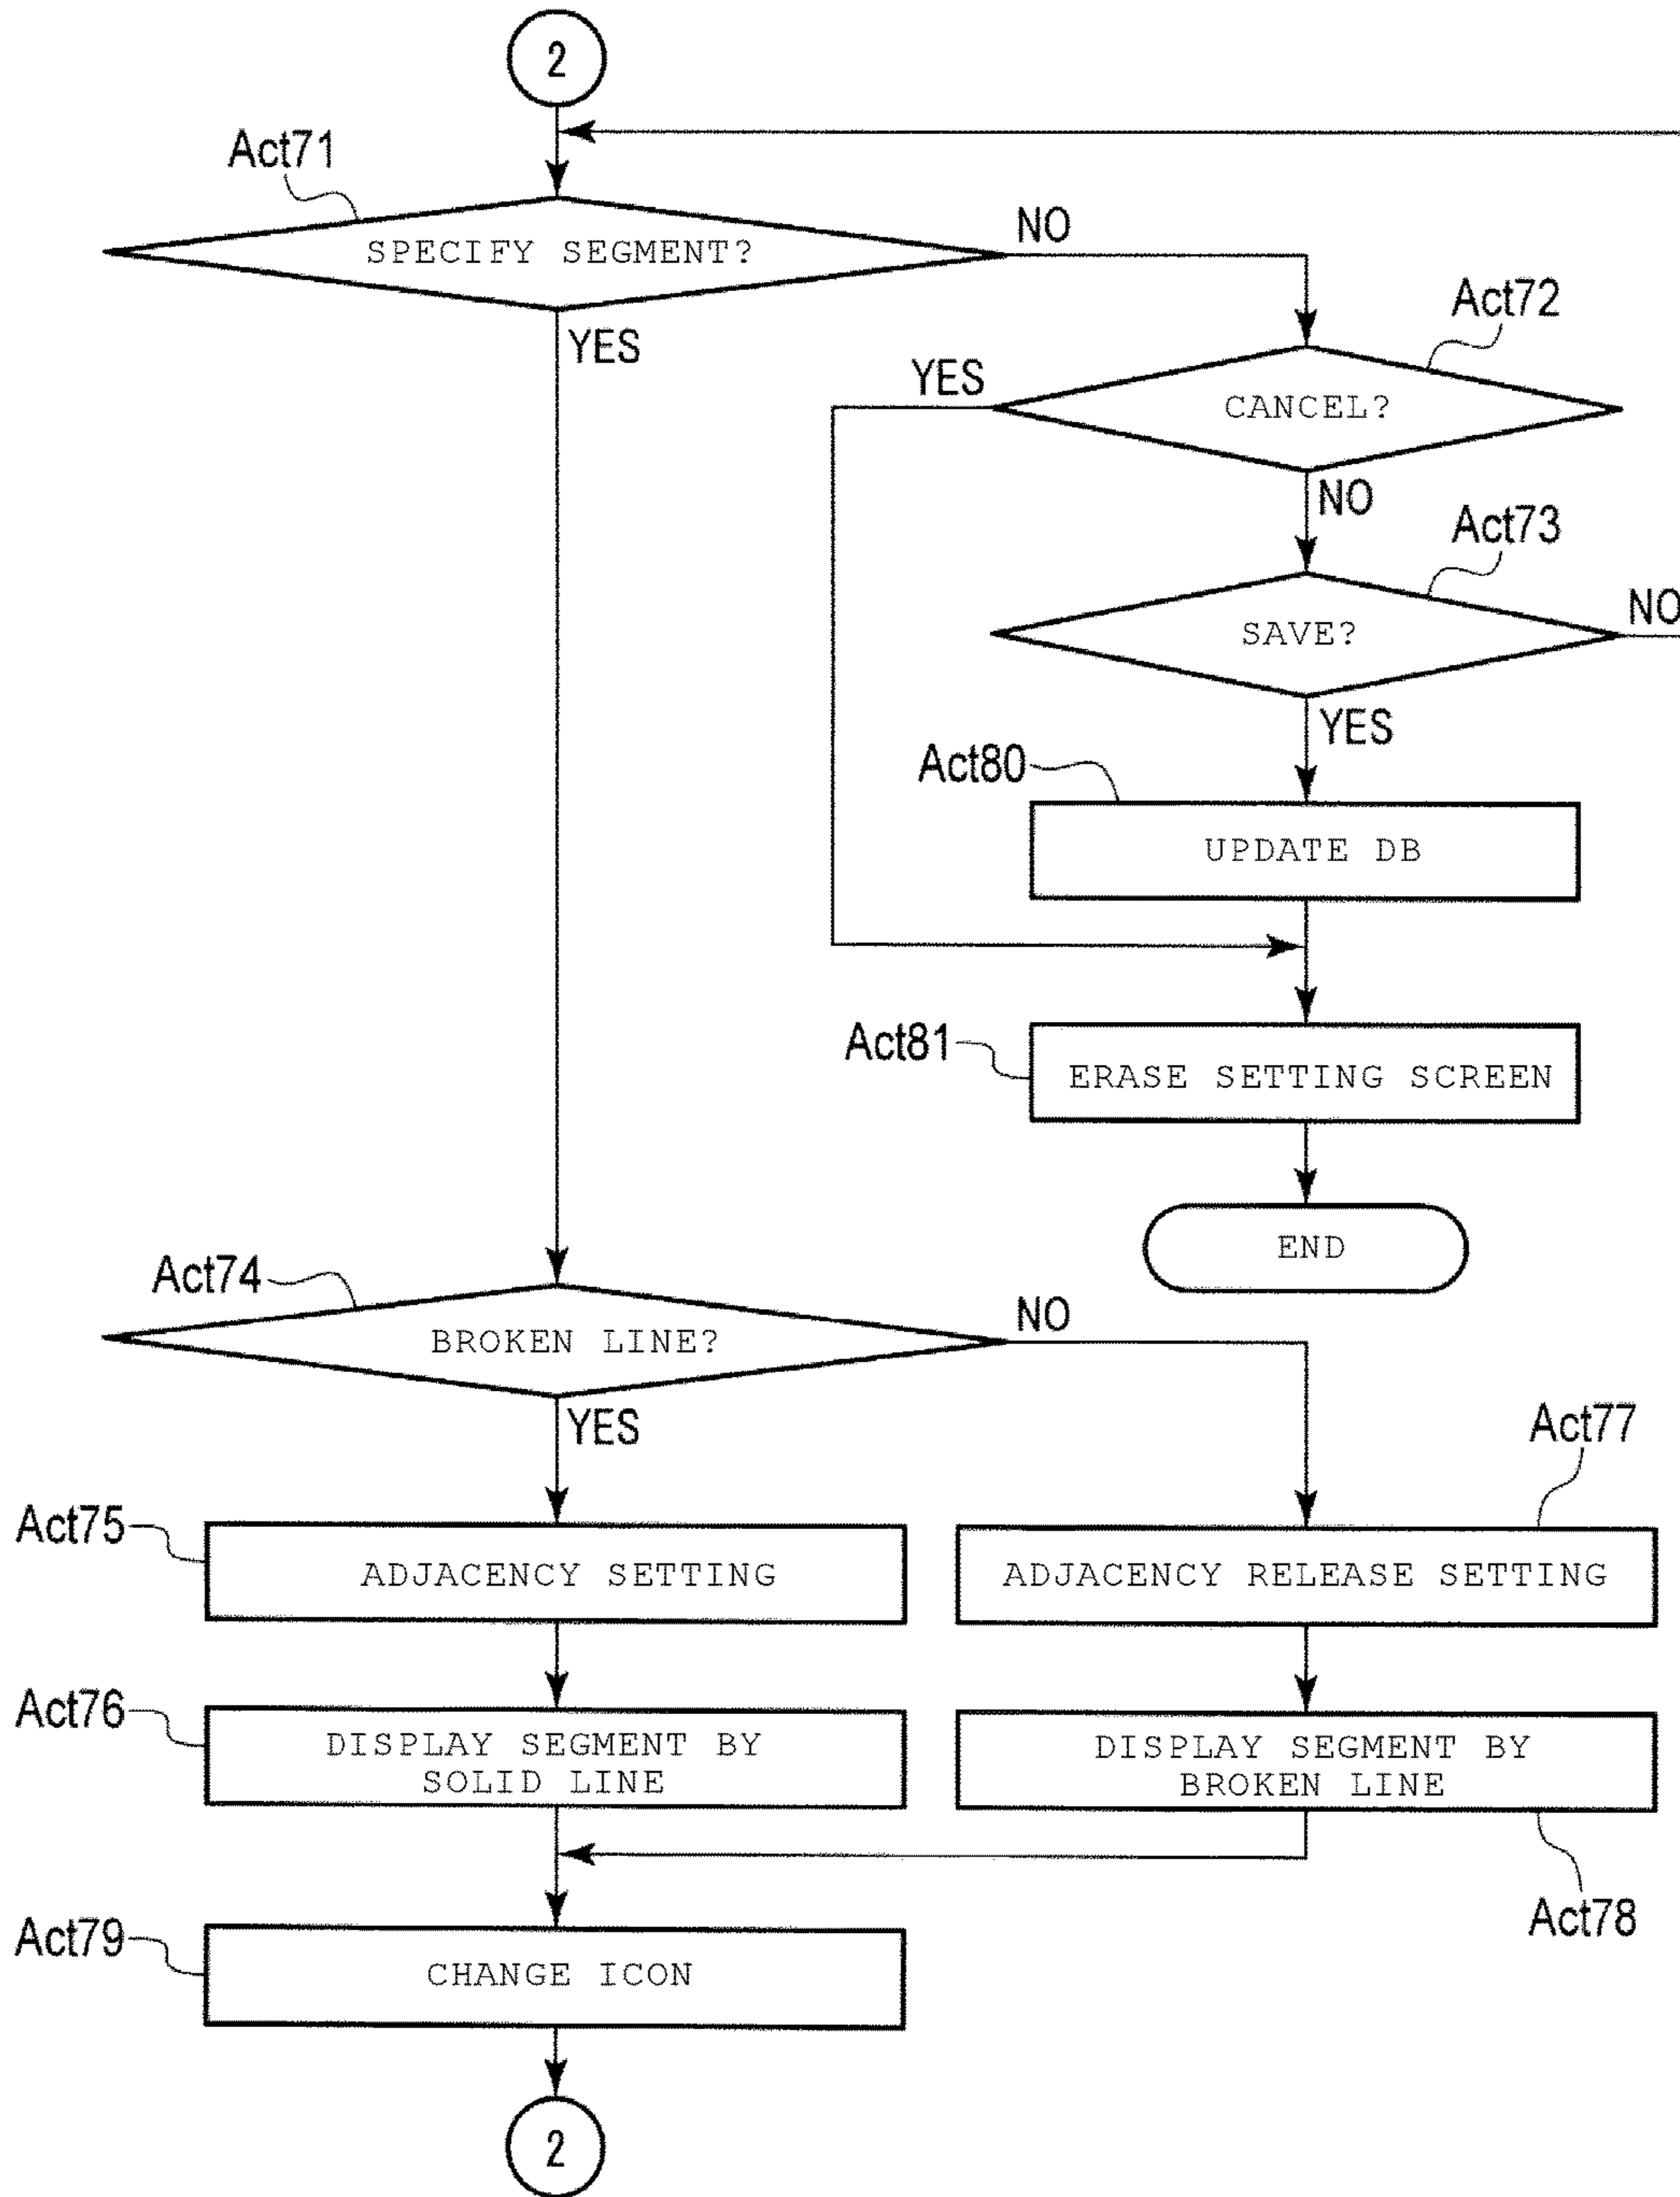 2
Act71
SPECIFY SEGMENT?
NO
YES
Act72
YES
CANCEL?
NO
Act73
SAVE?
NO
YES
Act80
UPDATE DB
Act81
ERASE SETTING SCREEN
END
Act74
BROKEN LINE?
NO
YES
Act75
ADJACENCY SETTING
Act77
ADJACENCY RELEASE SETTING
Act76
DISPLAY SEGMENT BY
SOLID LINE
DISPLAY SEGMENT BY
BROKEN LINE
Act78
Act79
CHANGE ICON
2